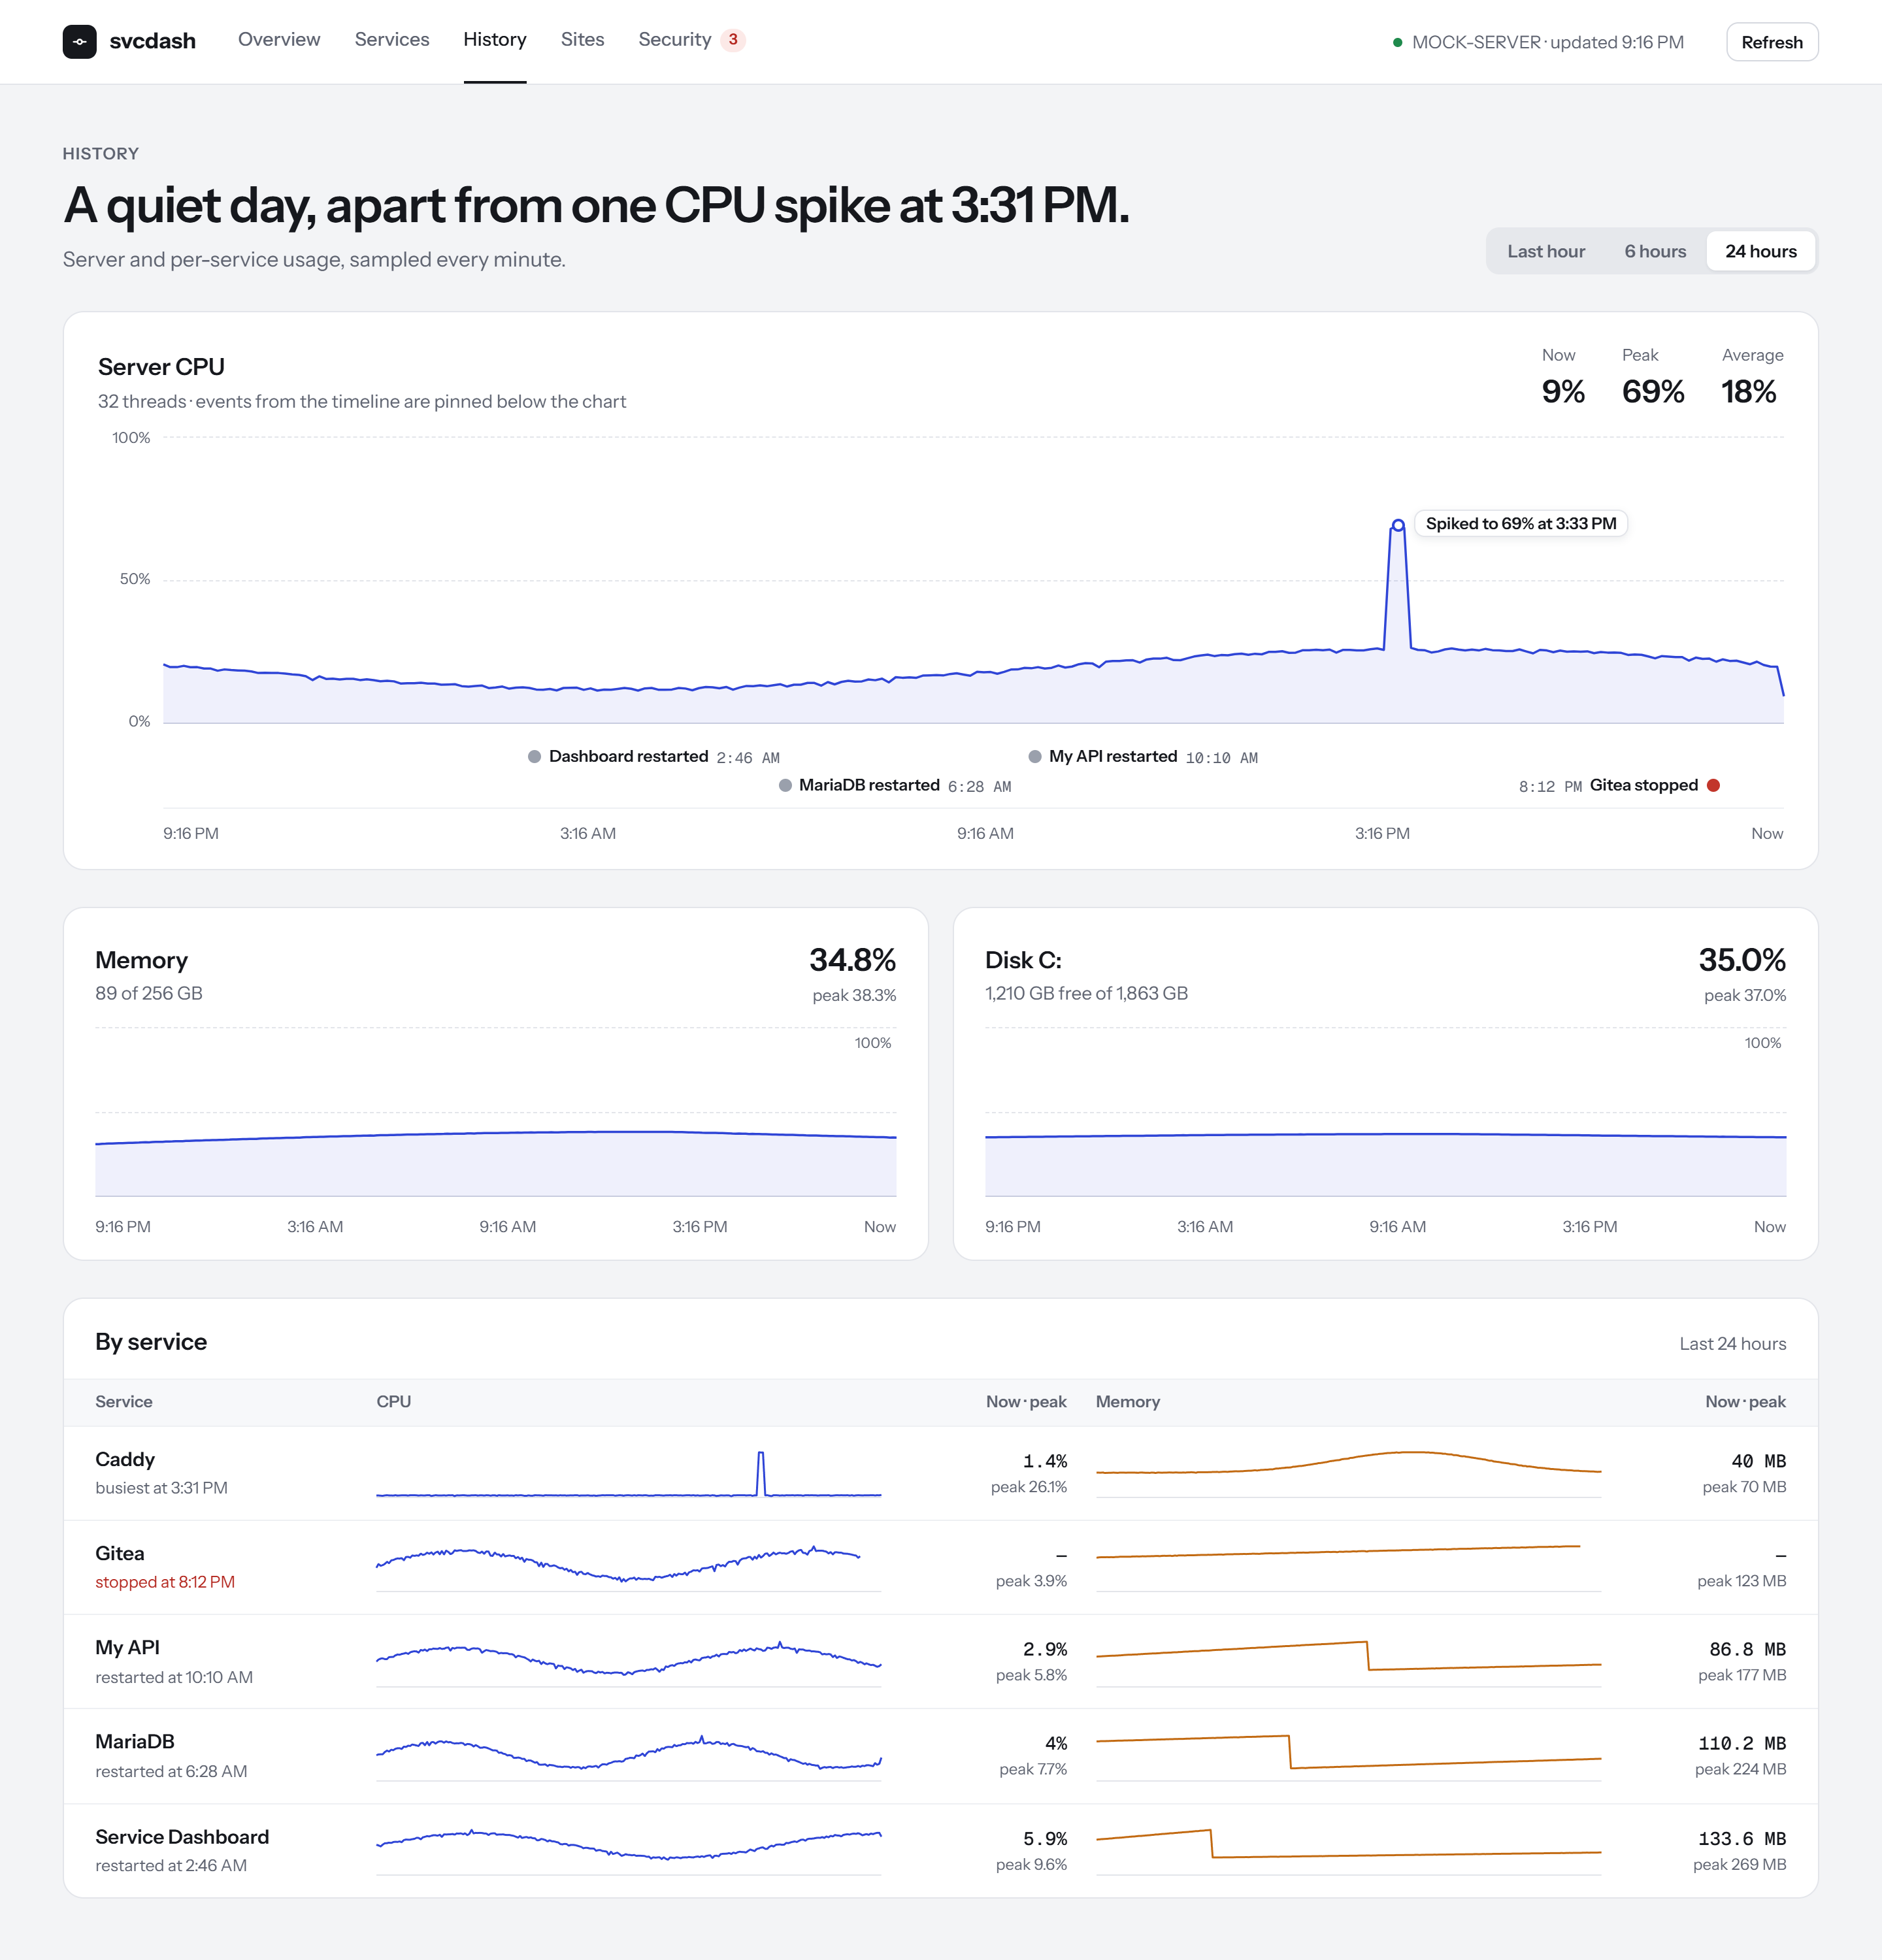 svcdash
Overview
Services
History
Sites
Security 3
MOCK-SERVER · updated 9:16 PM
Refresh
HISTORY
A quiet day, apart from one CPU spike at 3:31 PM.
Server and per-service usage, sampled every minute.
Last hour
6 hours
24 hours
Server CPU
32 threads · events from the timeline are pinned below the chart
Now
9%
Peak
69%
Average
18%
100%
Spiked to 69% at 3:33 PM
50%
0%
Dashboard restarted 2:46 AM
My API restarted 10:10 AM
MariaDB restarted 6:28 AM
8:12 PM Gitea stopped
9:16 PM
3:16 AM
9:16 AM
3:16 PM
Now
Memory
34.8%
89 of 256 GB
peak 38.3%
100%
9:16 PM
3:16 AM
9:16 AM
3:16 PM
Now
Disk C:
35.0%
1,210 GB free of 1,863 GB
peak 37.0%
100%
9:16 PM
3:16 AM
9:16 AM
3:16 PM
Now
By service
Last 24 hours
Service
CPU
Now · peak
Memory
Now · peak
Caddy
busiest at 3:31 PM
1.4%
peak 26.1%
40 MB
peak 70 MB
Gitea
stopped at 8:12 PM
–
peak 3.9%
–
peak 123 MB
My API
restarted at 10:10 AM
2.9%
peak 5.8%
86.8 MB
peak 177 MB
MariaDB
restarted at 6:28 AM
4%
peak 7.7%
110.2 MB
peak 224 MB
Service Dashboard
restarted at 2:46 AM
5.9%
peak 9.6%
133.6 MB
peak 269 MB